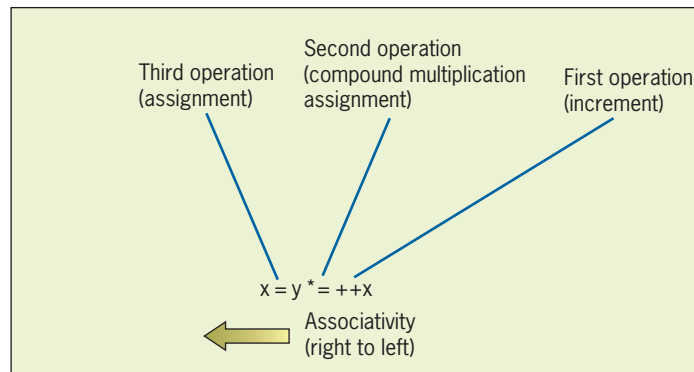 Third operation
(assignment)
Second operation
(compound multiplication
assignment)
First operation
(increment)
x = y * = ++x
Associativity
(right to left)